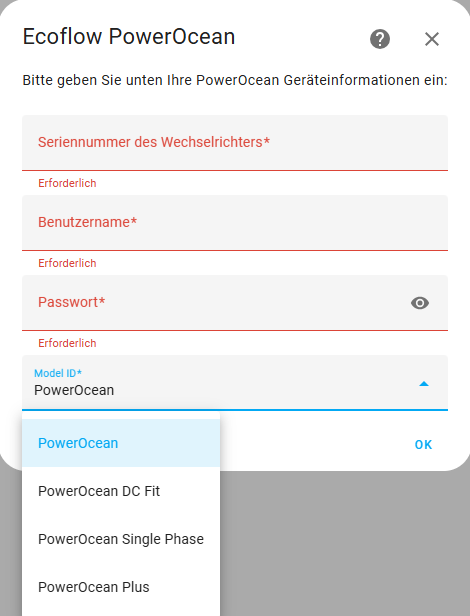 Ecoflow PowerOcean
Bitte geben Sie unten Ihre PowerOcean Geräteinformationen ein:
Seriennummer des Wechselrichters*
Erforderlich
Benutzername*
Erforderlich
Passwort*
Erforderlich
Model ID*
PowerOcean
OK
PowerOcean
PowerOcean DC Fit
PowerOcean Single Phase
PowerOcean Plus